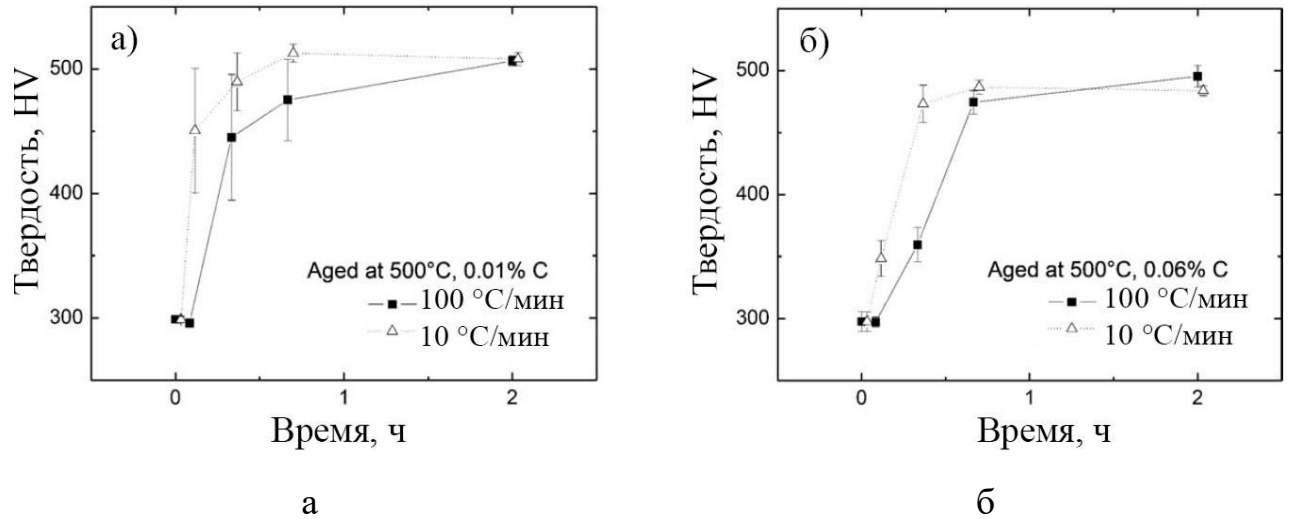 а)
Твердость, HV
500
400
300
Aged at 500°C, 0.01% C
100 °С/мин
10 °С/мин
0
1
2
Время, ч
а
б)
Твердость, HV
500
400
300
Aged at 500°C, 0.06% C
100 °С/мин
10 °С/мин
0
1
2
Время, ч
б